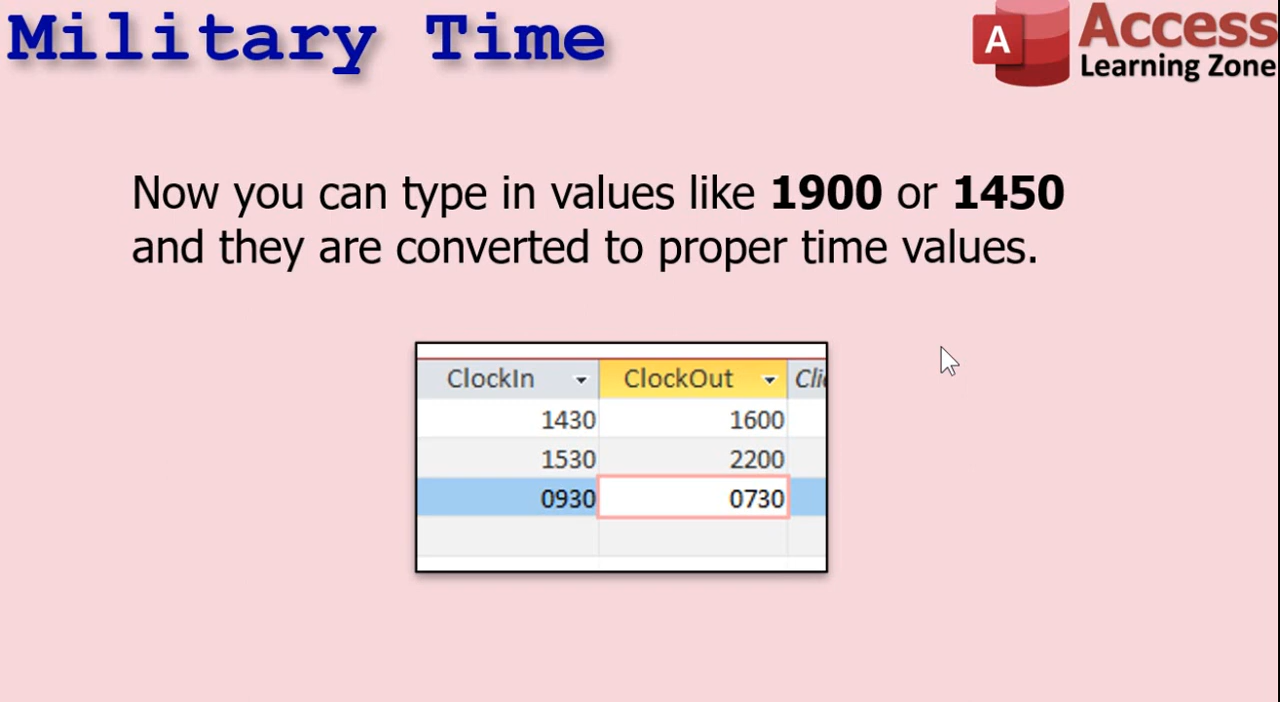 Military Time
A Access
Learning Zone
Now you can type in values like 1900 or 1450
and they are converted to proper time values.
ClockIn ClockOut
1430 1600
1530 2200
0930 0730